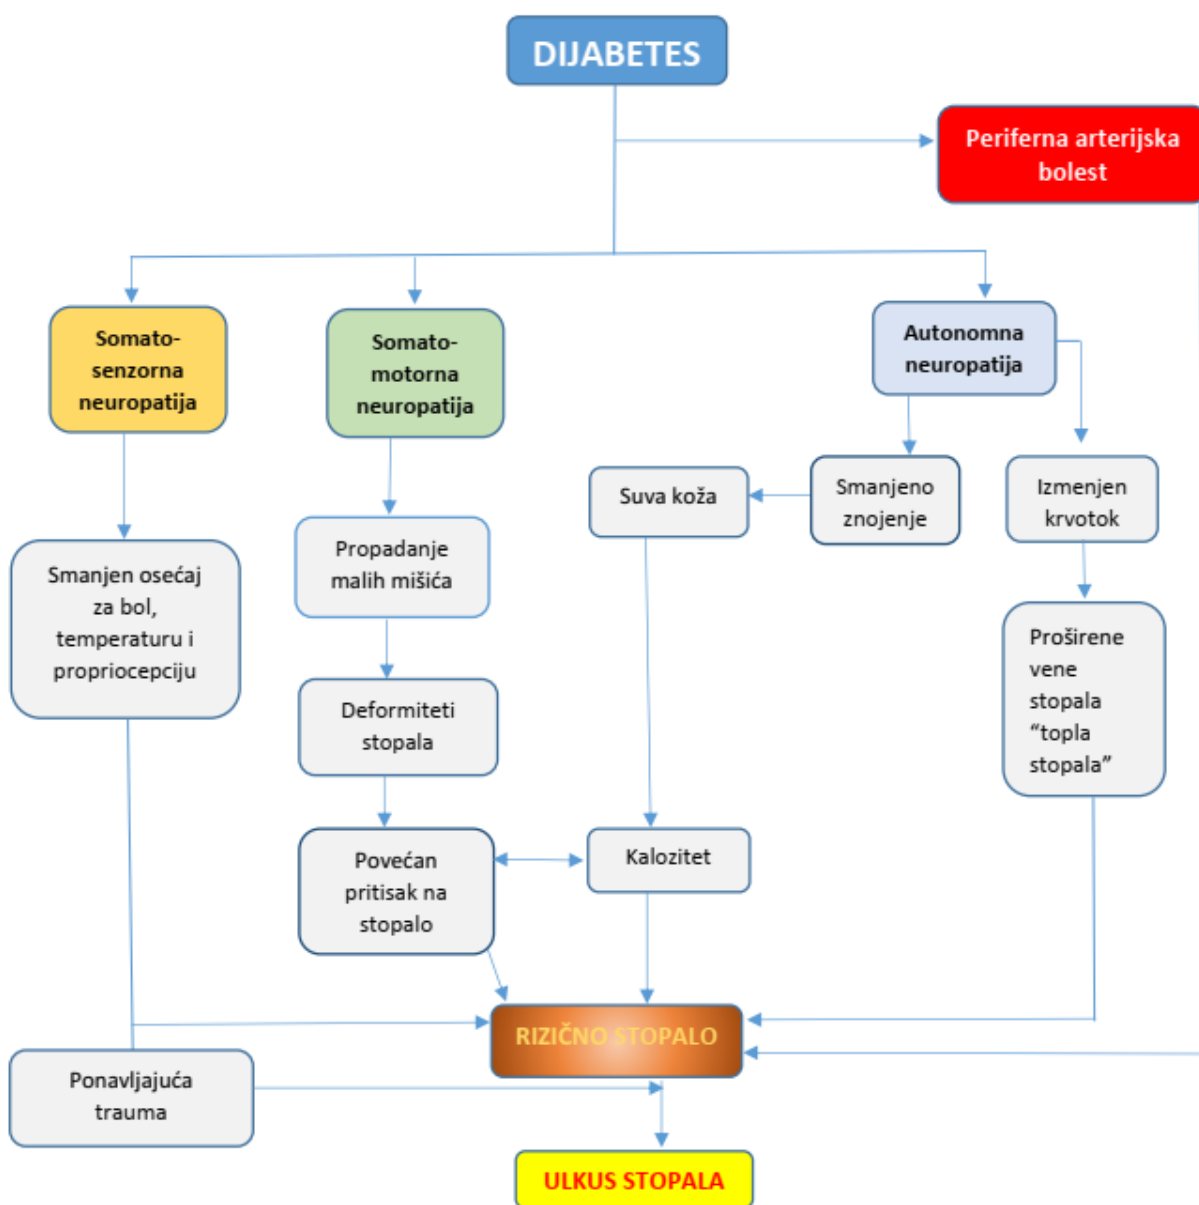 DIJABETES
Periferna arterijska
bolest
Somato-
senzorna
neuropatija
Somato-
motorna
neuropatija
Autonomna
neuropatija
Suva koža
Smanjeno
znojenje
Izmenjen
krvotok
Smanjen osećaj
za bol,
temperaturu i
propriocepciju
Propadanje
malih mišića
Proširene
vene
stopala
“topla
stopala”
Deformiteti
stopala
Povećan
pritisak na
stopalo
Kalozitet
RIZIČNO STOPALO
Ponavljajuća
trauma
ULKUS STOPALA